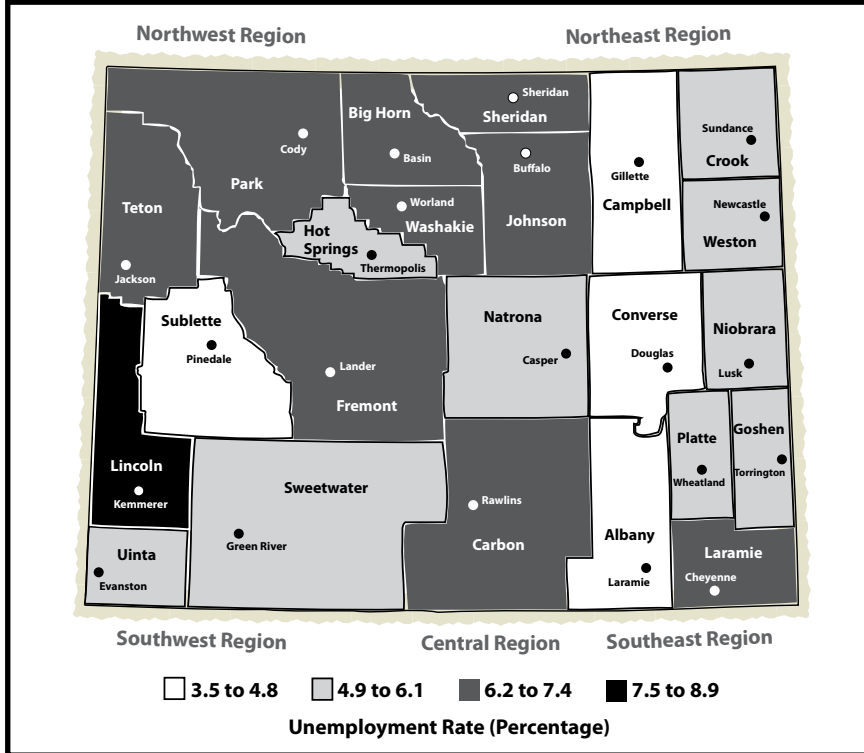 Northwest Region
Northeast Region
Sheridan
Sheridan
Big Horn
Basin
Cody
Park
Buffalo
Johnson
Gillette
Campbell
Sundance
Crook
Newcastle
Weston
Teton
Jackson
Worland
Washakie
Hot
Springs
Thermopolis
Sublette
Pinedale
Lander
Fremont
Natrona
Casper
Converse
Douglas
Niobrara
Lusk
Lincoln
Kemmerer
Sweetwater
Green River
Rawlins
Carbon
Platte
Wheatland
Goshen
Torrington
Albany
Laramie
Laramie
Cheyenne
Uinta
Evanston
Southwest Region
Central Region
Southeast Region
3.5 to 4.8
4.9 to 6.1
6.2 to 7.4
7.5 to 8.9
Unemployment Rate (Percentage)